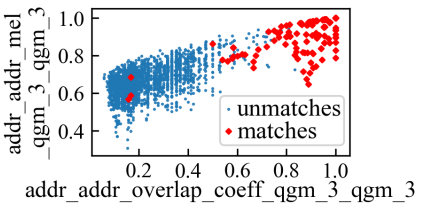 addr_addr_mel
_qgm_3_qgm_3
1.0
0.8
0.6
0.4
unmatches
matches
0.2 0.4 0.6 0.8 1.0
addr_addr_overlap_coeff_qgm_3_qgm_3